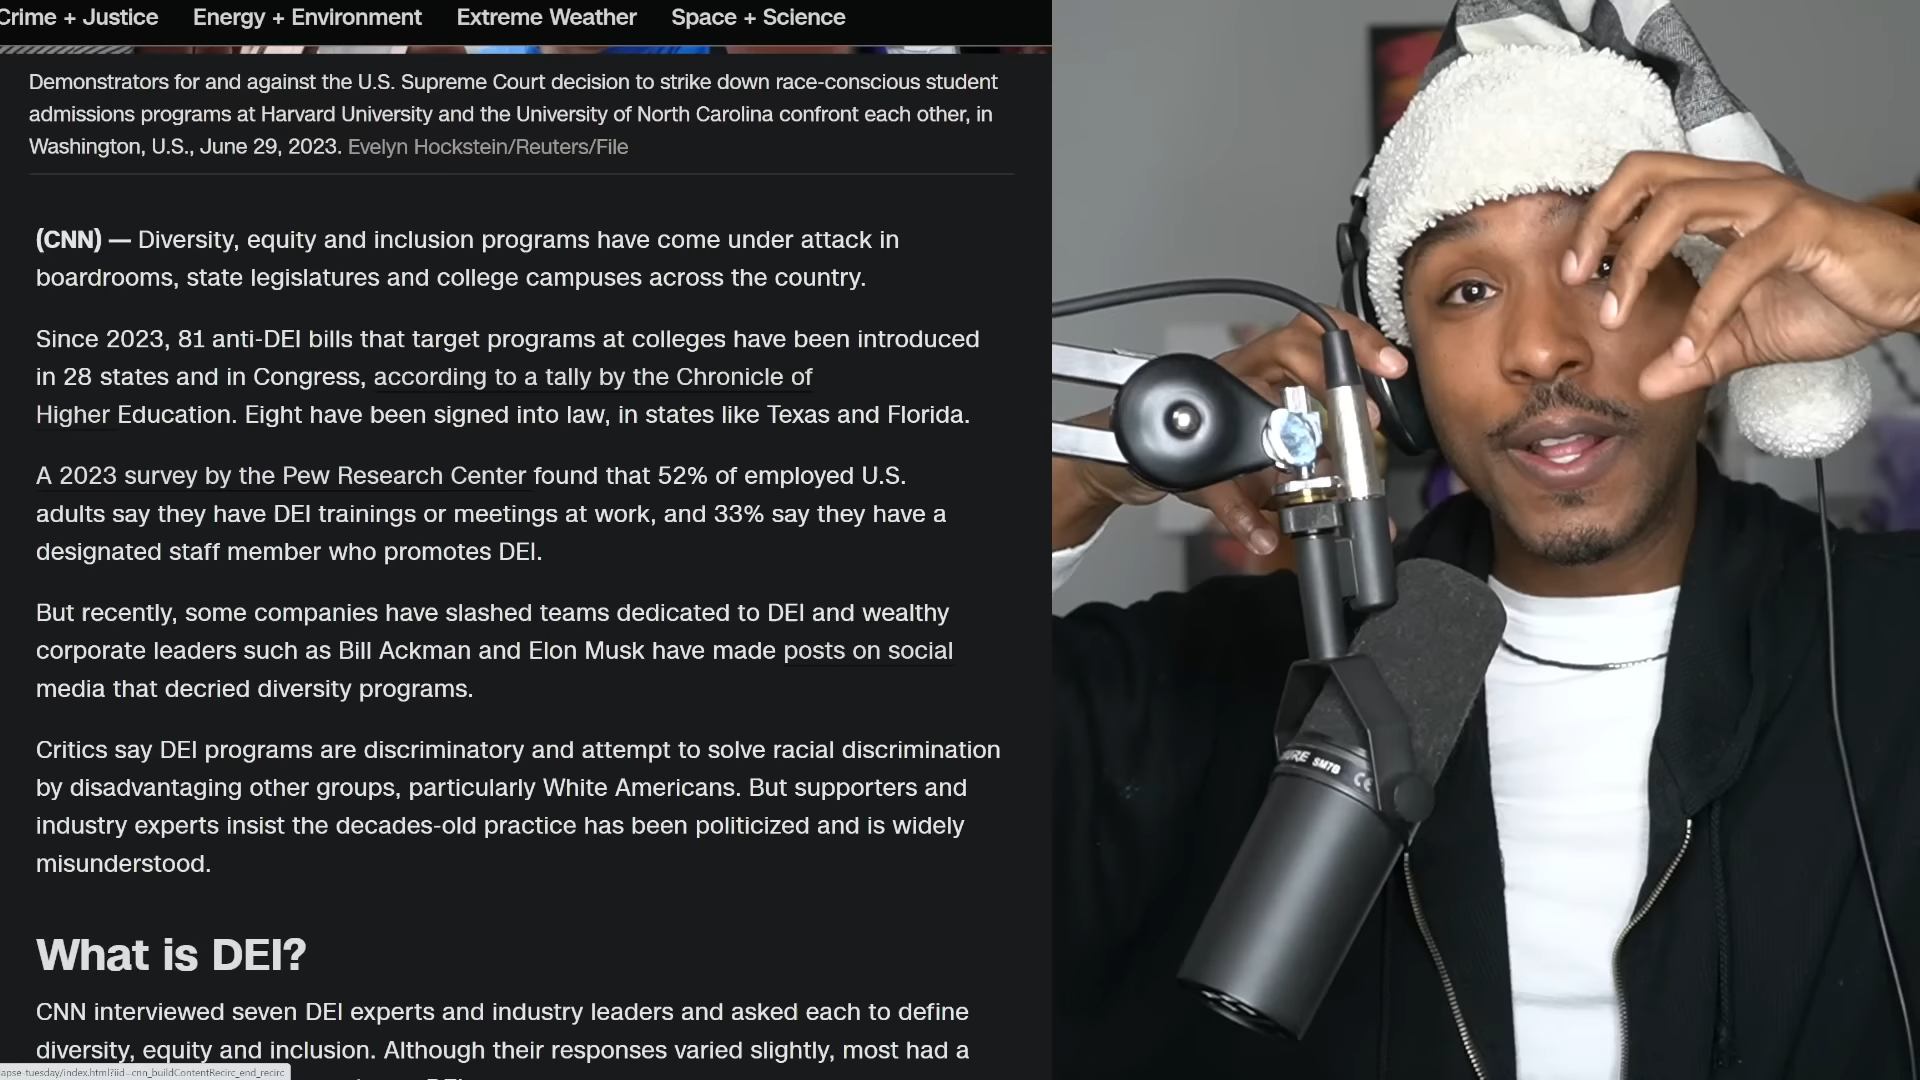 Crime + Justice Energy + Environment Extreme Weather Space + Science
Demonstrators for and against the U.S. Supreme Court decision to strike down race-conscious student
admissions programs at Harvard University and the University of North Carolina confront each other, in
Washington, U.S., June 29, 2023. Evelyn Hockstein/Reuters/File
(CNN) — Diversity, equity and inclusion programs have come under attack in
boardrooms, state legislatures and college campuses across the country.
Since 2023, 81 anti-DEI bills that target programs at colleges have been introduced
in 28 states and in Congress, according to a tally by the Chronicle of
Higher Education. Eight have been signed into law, in states like Texas and Florida.
A 2023 survey by the Pew Research Center found that 52% of employed U.S.
adults say they have DEI trainings or meetings at work, and 33% say they have a
designated staff member who promotes DEI.
But recently, some companies have slashed teams dedicated to DEI and wealthy
corporate leaders such as Bill Ackman and Elon Musk have made posts on social
media that decried diversity programs.
Critics say DEI programs are discriminatory and attempt to solve racial discrimination
by disadvantaging other groups, particularly White Americans. But supporters and
industry experts insist the decades-old practice has been politicized and is widely
misunderstood.
What is DEI?
CNN interviewed seven DEI experts and industry leaders and asked each to define
diversity, equity and inclusion. Although their responses varied slightly, most had a
apse-tuesday/index.html?iid=cnn_buildContentRecirc_end_recirc
SM7B